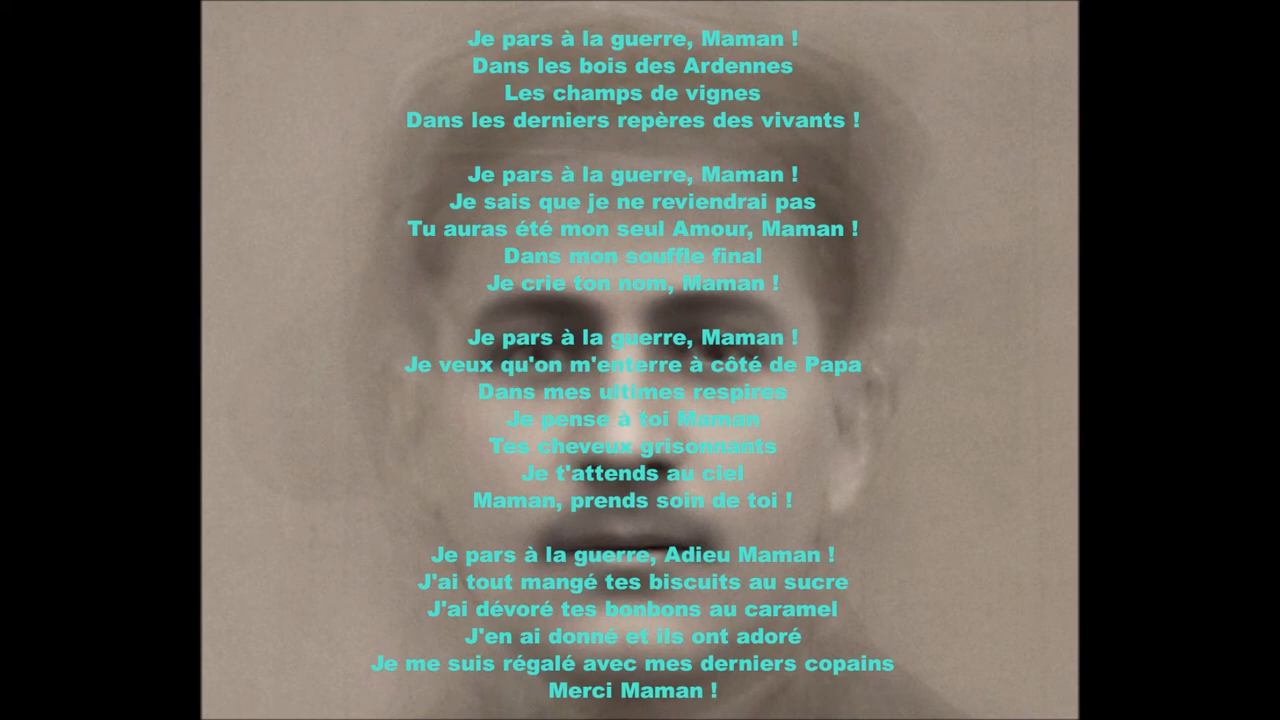 Je pars à la guerre, Maman !
Dans les bois des Ardennes
Les champs de vignes
Dans les derniers repères des vivants !
Je pars à la guerre, Maman !
Je sais que je ne reviendrai pas
Tu auras été mon seul Amour, Maman !
Dans mon souffle final
Je crie ton nom, Maman !
Je pars à la guerre, Maman !
Je veux qu'on m'enterre à côté de Papa
Dans mes ultimes respires
Je pense à toi Maman
Tes cheveux grisonnants
Je t'attends au ciel
Maman, prends soin de toi !
Je pars à la guerre, Adieu Maman !
J'ai tout mangé tes biscuits au sucre
J'ai dévoré tes bonbons au caramel
J'en ai donné et ils ont adoré
Je me suis régalé avec mes derniers copains
Merci Maman !